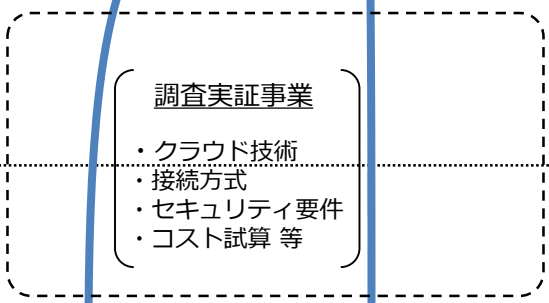 調査実証事業
・クラウド技術
・接続方式
・セキュリティ要件
・コスト試算 等